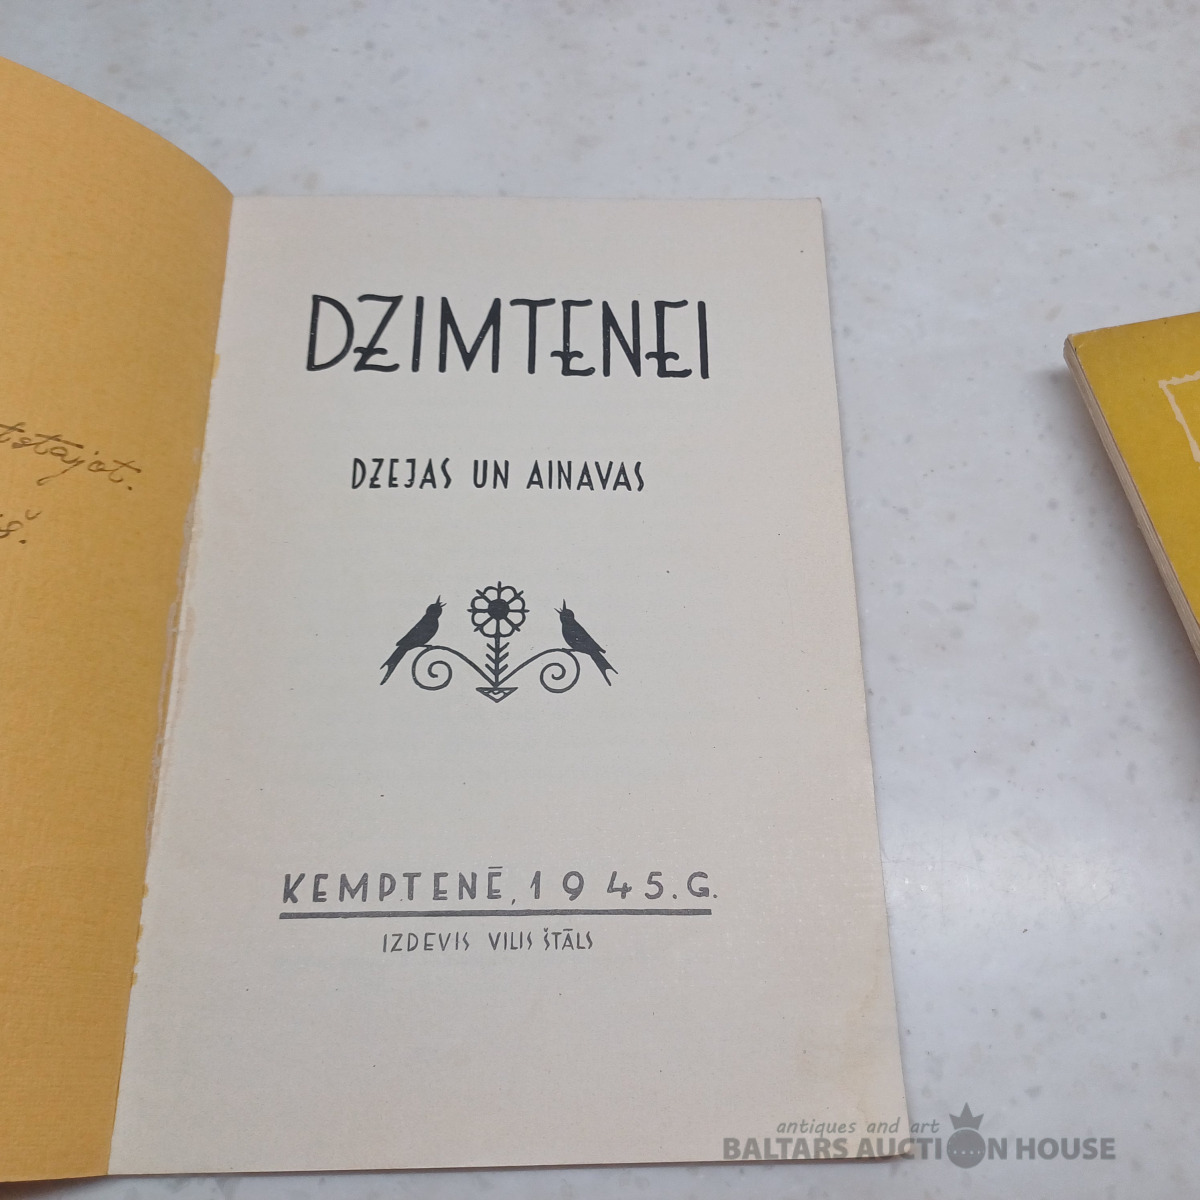 DZIMTENEI
DZEJAS UN AINAVAS
KEMPTENĒ, 1945. G.
IZDEVIS VILIS ŠTĀLS
antiques and art
BALTARS AUCTION HOUSE